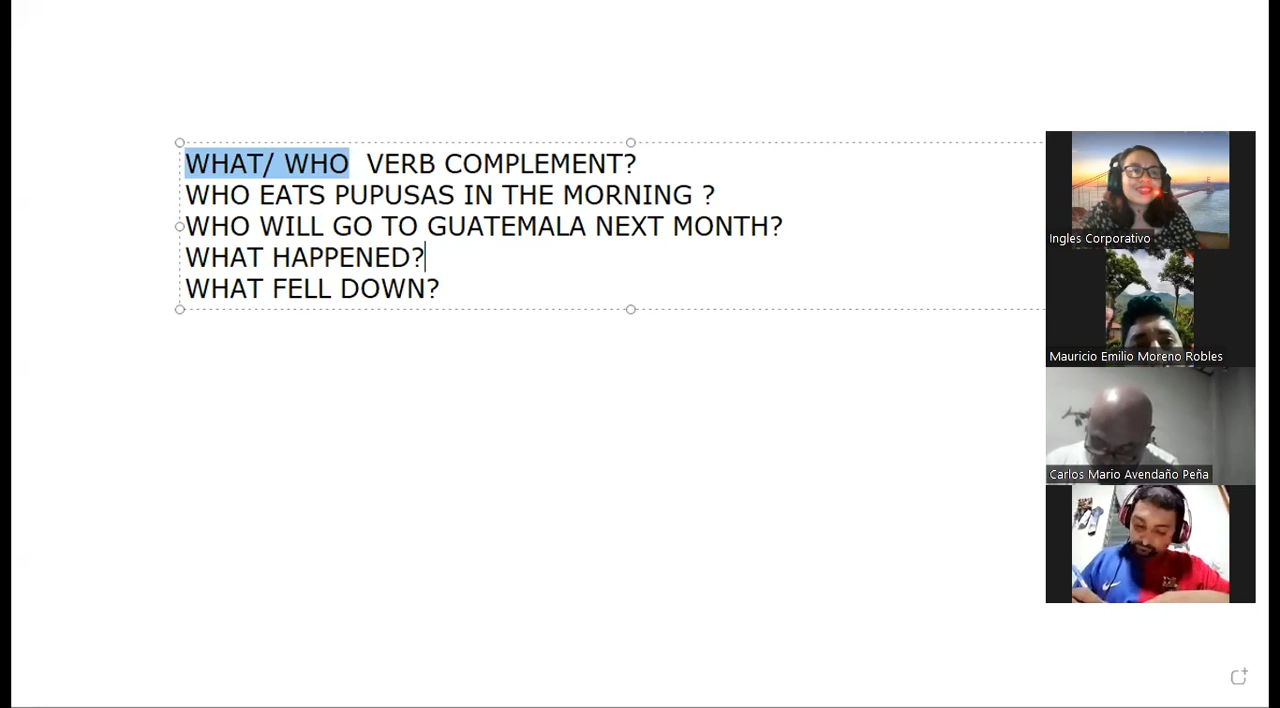 WHAT/ WHO  VERB COMPLEMENT?
WHO EATS PUPUSAS IN THE MORNING ?
WHO WILL GO TO GUATEMALA NEXT MONTH?
WHAT HAPPENED?
WHAT FELL DOWN?
Ingles Corporativo
Mauricio Emilio Moreno Robles
Carlos Mario Avendaño Peña